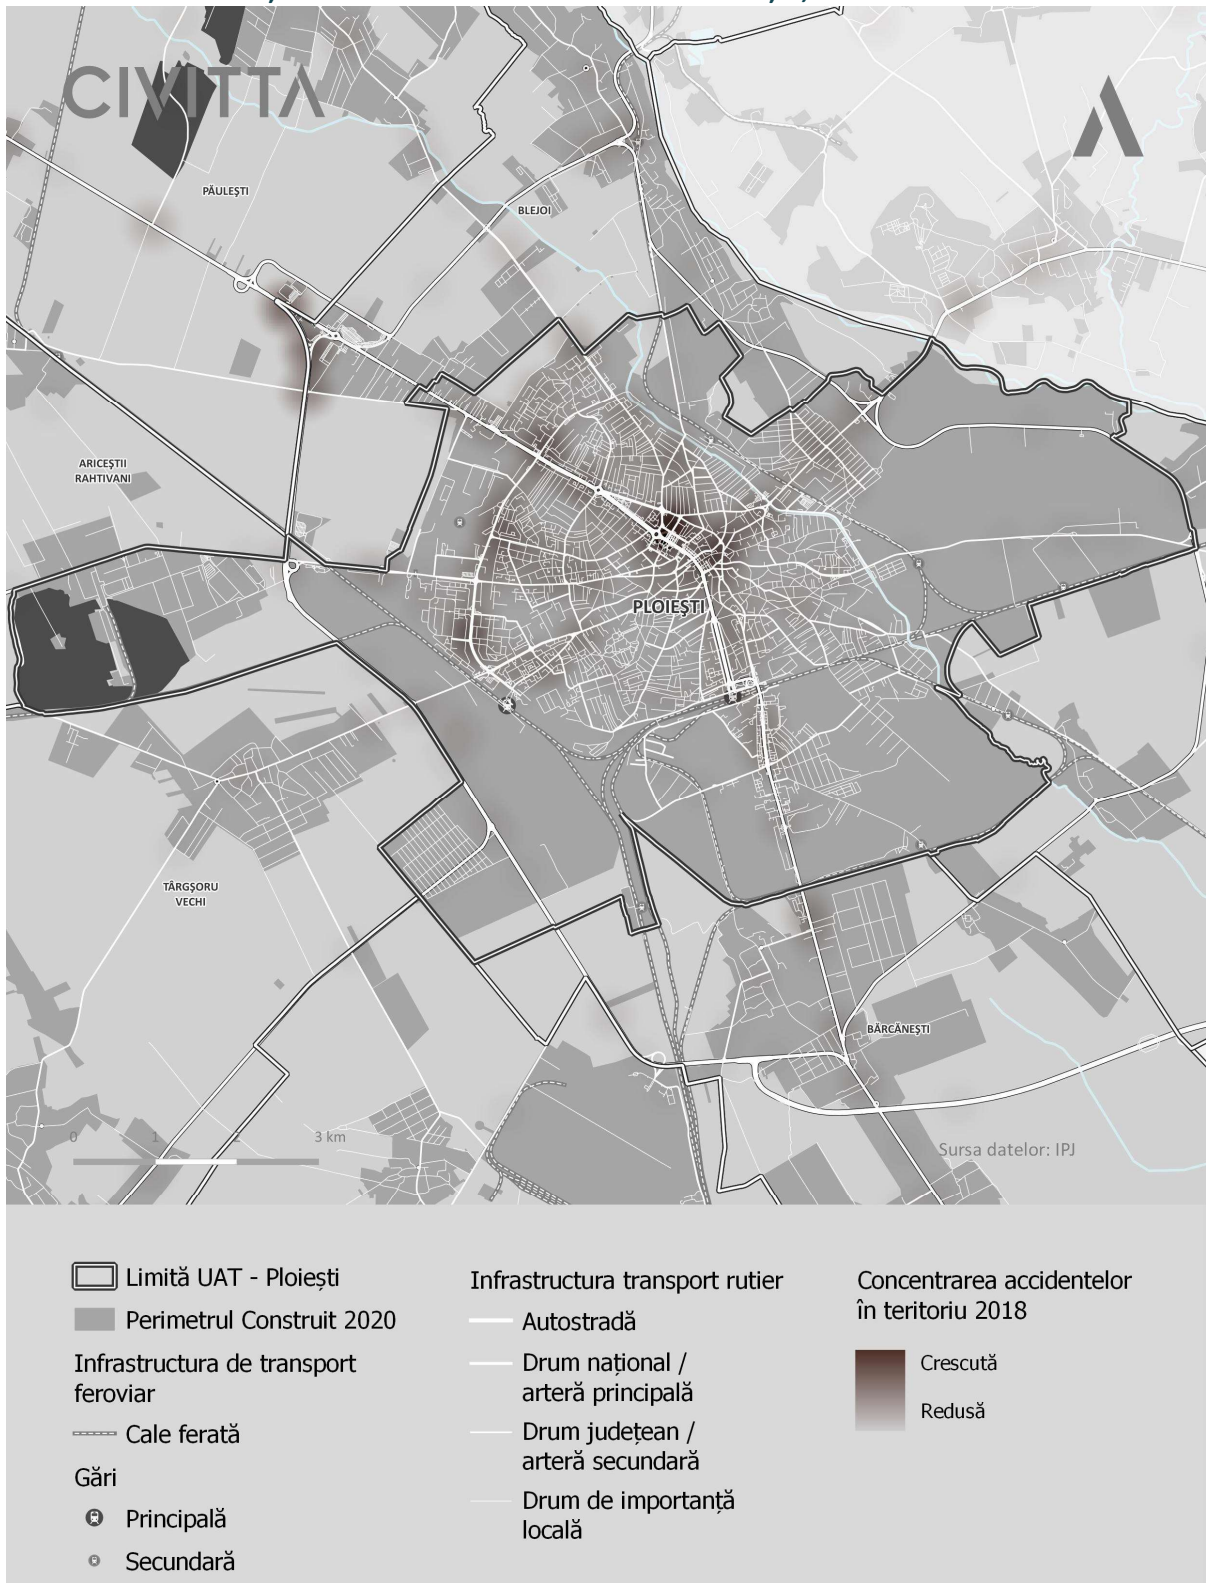 CIVITTA
PĂULEŞTI
BLEJOI
ARICEŞTII
RAHTIVANI
PLOIEŞTI
TÂRGŞORU
VECHI
BĂRCĂNEŞTI
0 1 2 3 km
Sursa datelor: IPJ
Limită UAT - Ploiești
Perimetrul Construit 2020
Infrastructura de transport
feroviar
Cale ferată
Gări
Principală
Secundară
Infrastructura transport rutier
Autostradă
Drum național /
arteră principală
Drum județean /
arteră secundară
Drum de importanță
locală
Concentrarea accidentelor
în teritoriu 2018
Crescută
Redusă